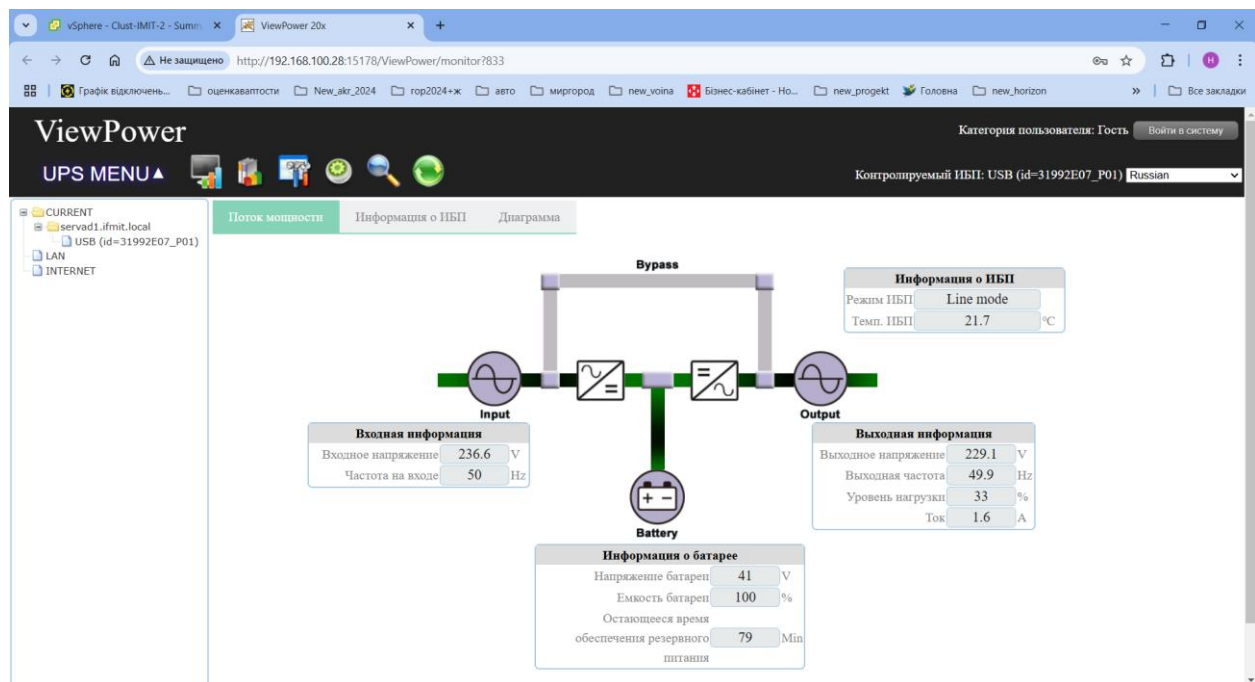 vSphere - Clust-IMIT-2 - Summ
ViewPower 20x
Не защищено
http://192.168.100.28:15178/ViewPower/monitor?833
Графік відключень...
оценкаваптости
New_akr_2024
гор2024+ж
авто
миргород
new_voina
Бізнес-кабінет - Но...
new_progekt
Головна
new_horizon
»
Все закладки
ViewPower
Категория пользователя: Гость
Войти в систему
UPS MENU▲
Контролируемый ИБП: USB (id=31992E07_P01)
Russian
CURRENT
servad1.ifmit.local
USB (id=31992E07_P01)
LAN
INTERNET
Поток мощности
Информация о ИБП
Диаграмма
Bypass
Информация о ИБП
Режим ИБП Line mode
Темп. ИБП 21.7 °C
Input
Output
Входная информация
Входное напряжение 236.6 V
Частота на входе 50 Hz
Выходная информация
Выходное напряжение 229.1 V
Выходная частота 49.9 Hz
Уровень нагрузки 33 %
Ток 1.6 A
Battery
Информация о батарее
Напряжение батареи 41 V
Емкость батареи 100 %
Остающееся время
обеспечения резервного 79 Min
питания